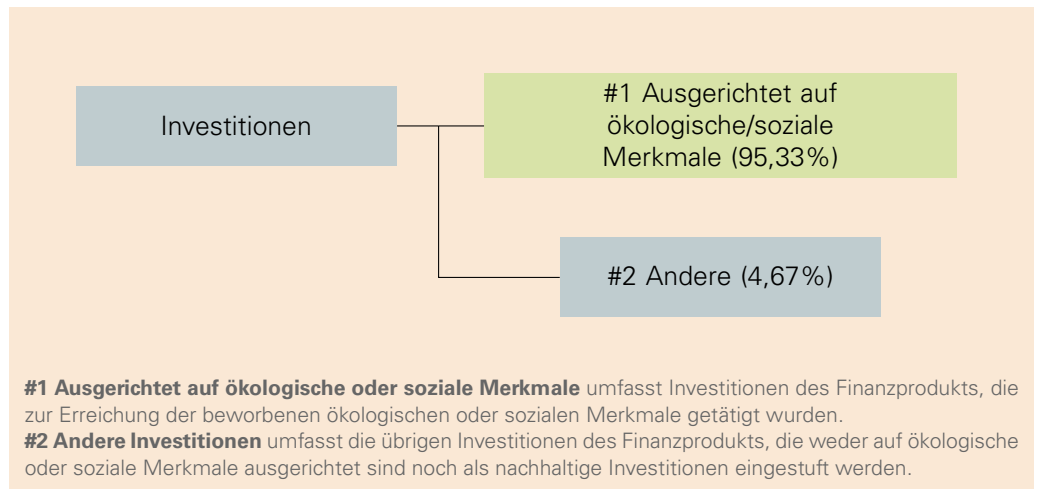 Investitionen
#1 Ausgerichtet auf
ökologische/soziale
Merkmale (95,33%)
#2 Andere (4,67%)
#1 Ausgerichtet auf ökologische oder soziale Merkmale umfasst Investitionen des Finanzprodukts, die
zur Erreichung der beworbenen ökologischen oder sozialen Merkmale getätigt wurden.
#2 Andere Investitionen umfasst die übrigen Investitionen des Finanzprodukts, die weder auf ökologische
oder soziale Merkmale ausgerichtet sind noch als nachhaltige Investitionen eingestuft werden.